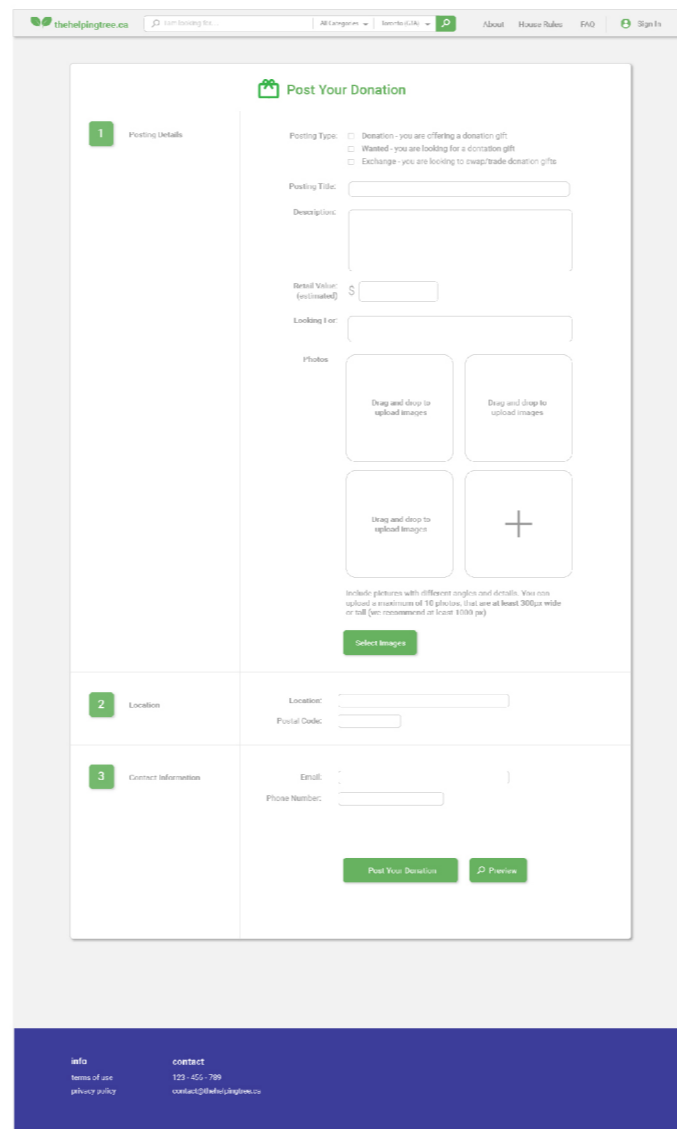 thehelpingtree.ca
I am looking for...
All Categories
Toronto (GTA)
About
House Rules
FAQ
Sign In
Post Your Donation
1
Posting Details
Posting Type:
Donation - you are offering a donation gift
Wanted - you are looking for a donation gift
Exchange - you are looking to swap/trade donation gifts
Posting Title:
Description:
Retail Value:
(estimated)
$
Looking For:
Photos
Drag and drop to
upload images
Drag and drop to
upload images
Drag and drop to
upload images
Include pictures with different angles and details. You can
upload a maximum of 10 photos, that are at least 300px wide
or tall (we recommend at least 1000 px)
Select Images
2
Location
Location:
Postal Code:
3
Contact Information
Email:
Phone Number:
Post Your Donation
Preview
info
contact
terms of use
123 - 456 - 789
privacy policy
contact@thehelpingtree.ca